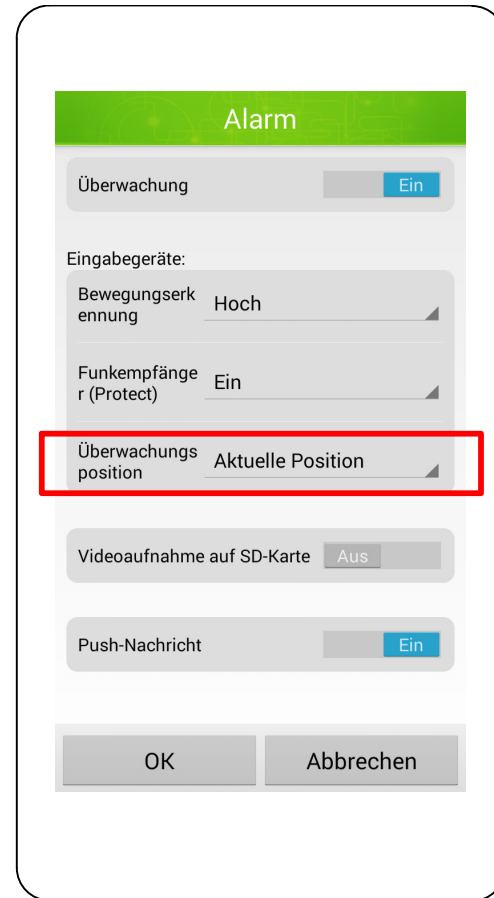 Alarm
Überwachung
Ein
Eingabegeräte:
Bewegungserk
ennung
Hoch
Funkempfänge
r (Protect)
Ein
Überwachungs
position
Aktuelle Position
Videoaufnahme auf SD-Karte
Aus
Push-Nachricht
Ein
OK
Abbrechen